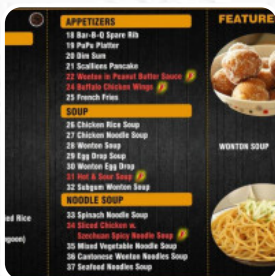 APPETIZERS
18 Bar-B-Q Spare Rib
19 PuPu Platter
20 Dim Sum
21 Scallions Pancake
22 Wonton in Peanut Butter Sauce
24 Buffalo Chicken Wings
25 French Fries
SOUP
26 Chicken Rice Soup
27 Chicken Noodle Soup
28 Wonton Soup
29 Egg Drop Soup
30 Wonton Egg Drop
31 Hot & Sour Soup
32 Subgum Wonton Soup
NOODLE SOUP
33 Spinach Noodle Soup
34 Sliced Chicken w.
Szechuan Spicy Noodle Soup
35 Mixed Vegetable Noodle Soup
36 Cantonese Wonton Noodles Soup
37 Seafood Noodles Soup
ied Rice
goon)
FEATURE
WONTON SOUP